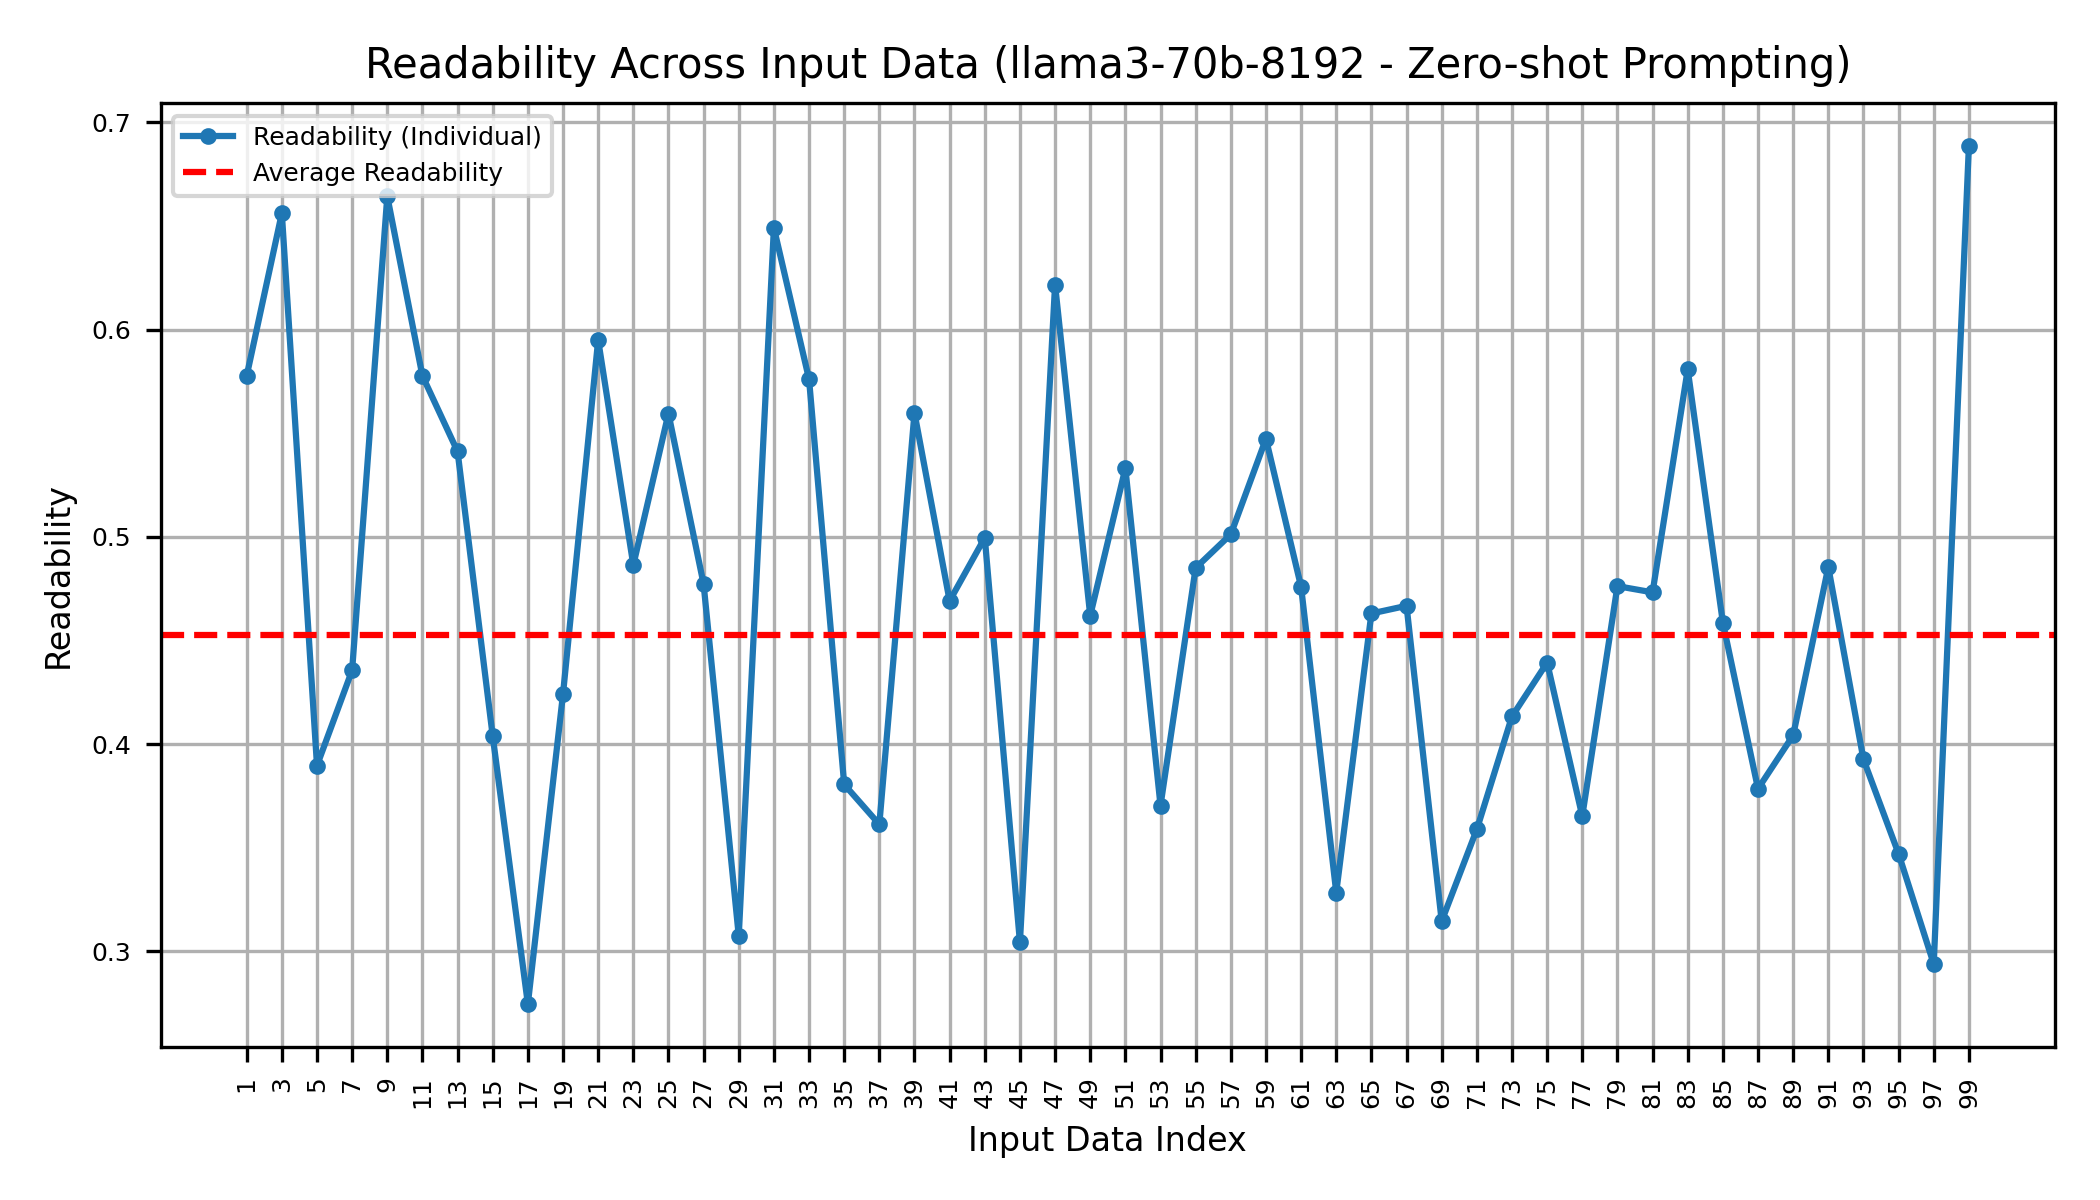 Readability Across Input Data (llama3-70b-8192 - Zero-shot Prompting)
Readability (Individual)
Average Readability
Readability
0.7
0.6
0.5
0.4
0.3
1 3 5 7 9 11 13 15 17 19 21 23 25 27 29 31 33 35 37 39 41 43 45 47 49 51 53 55 57 59 61 63 65 67 69 71 73 75 77 79 81 83 85 87 89 91 93 95 97 99
Input Data Index